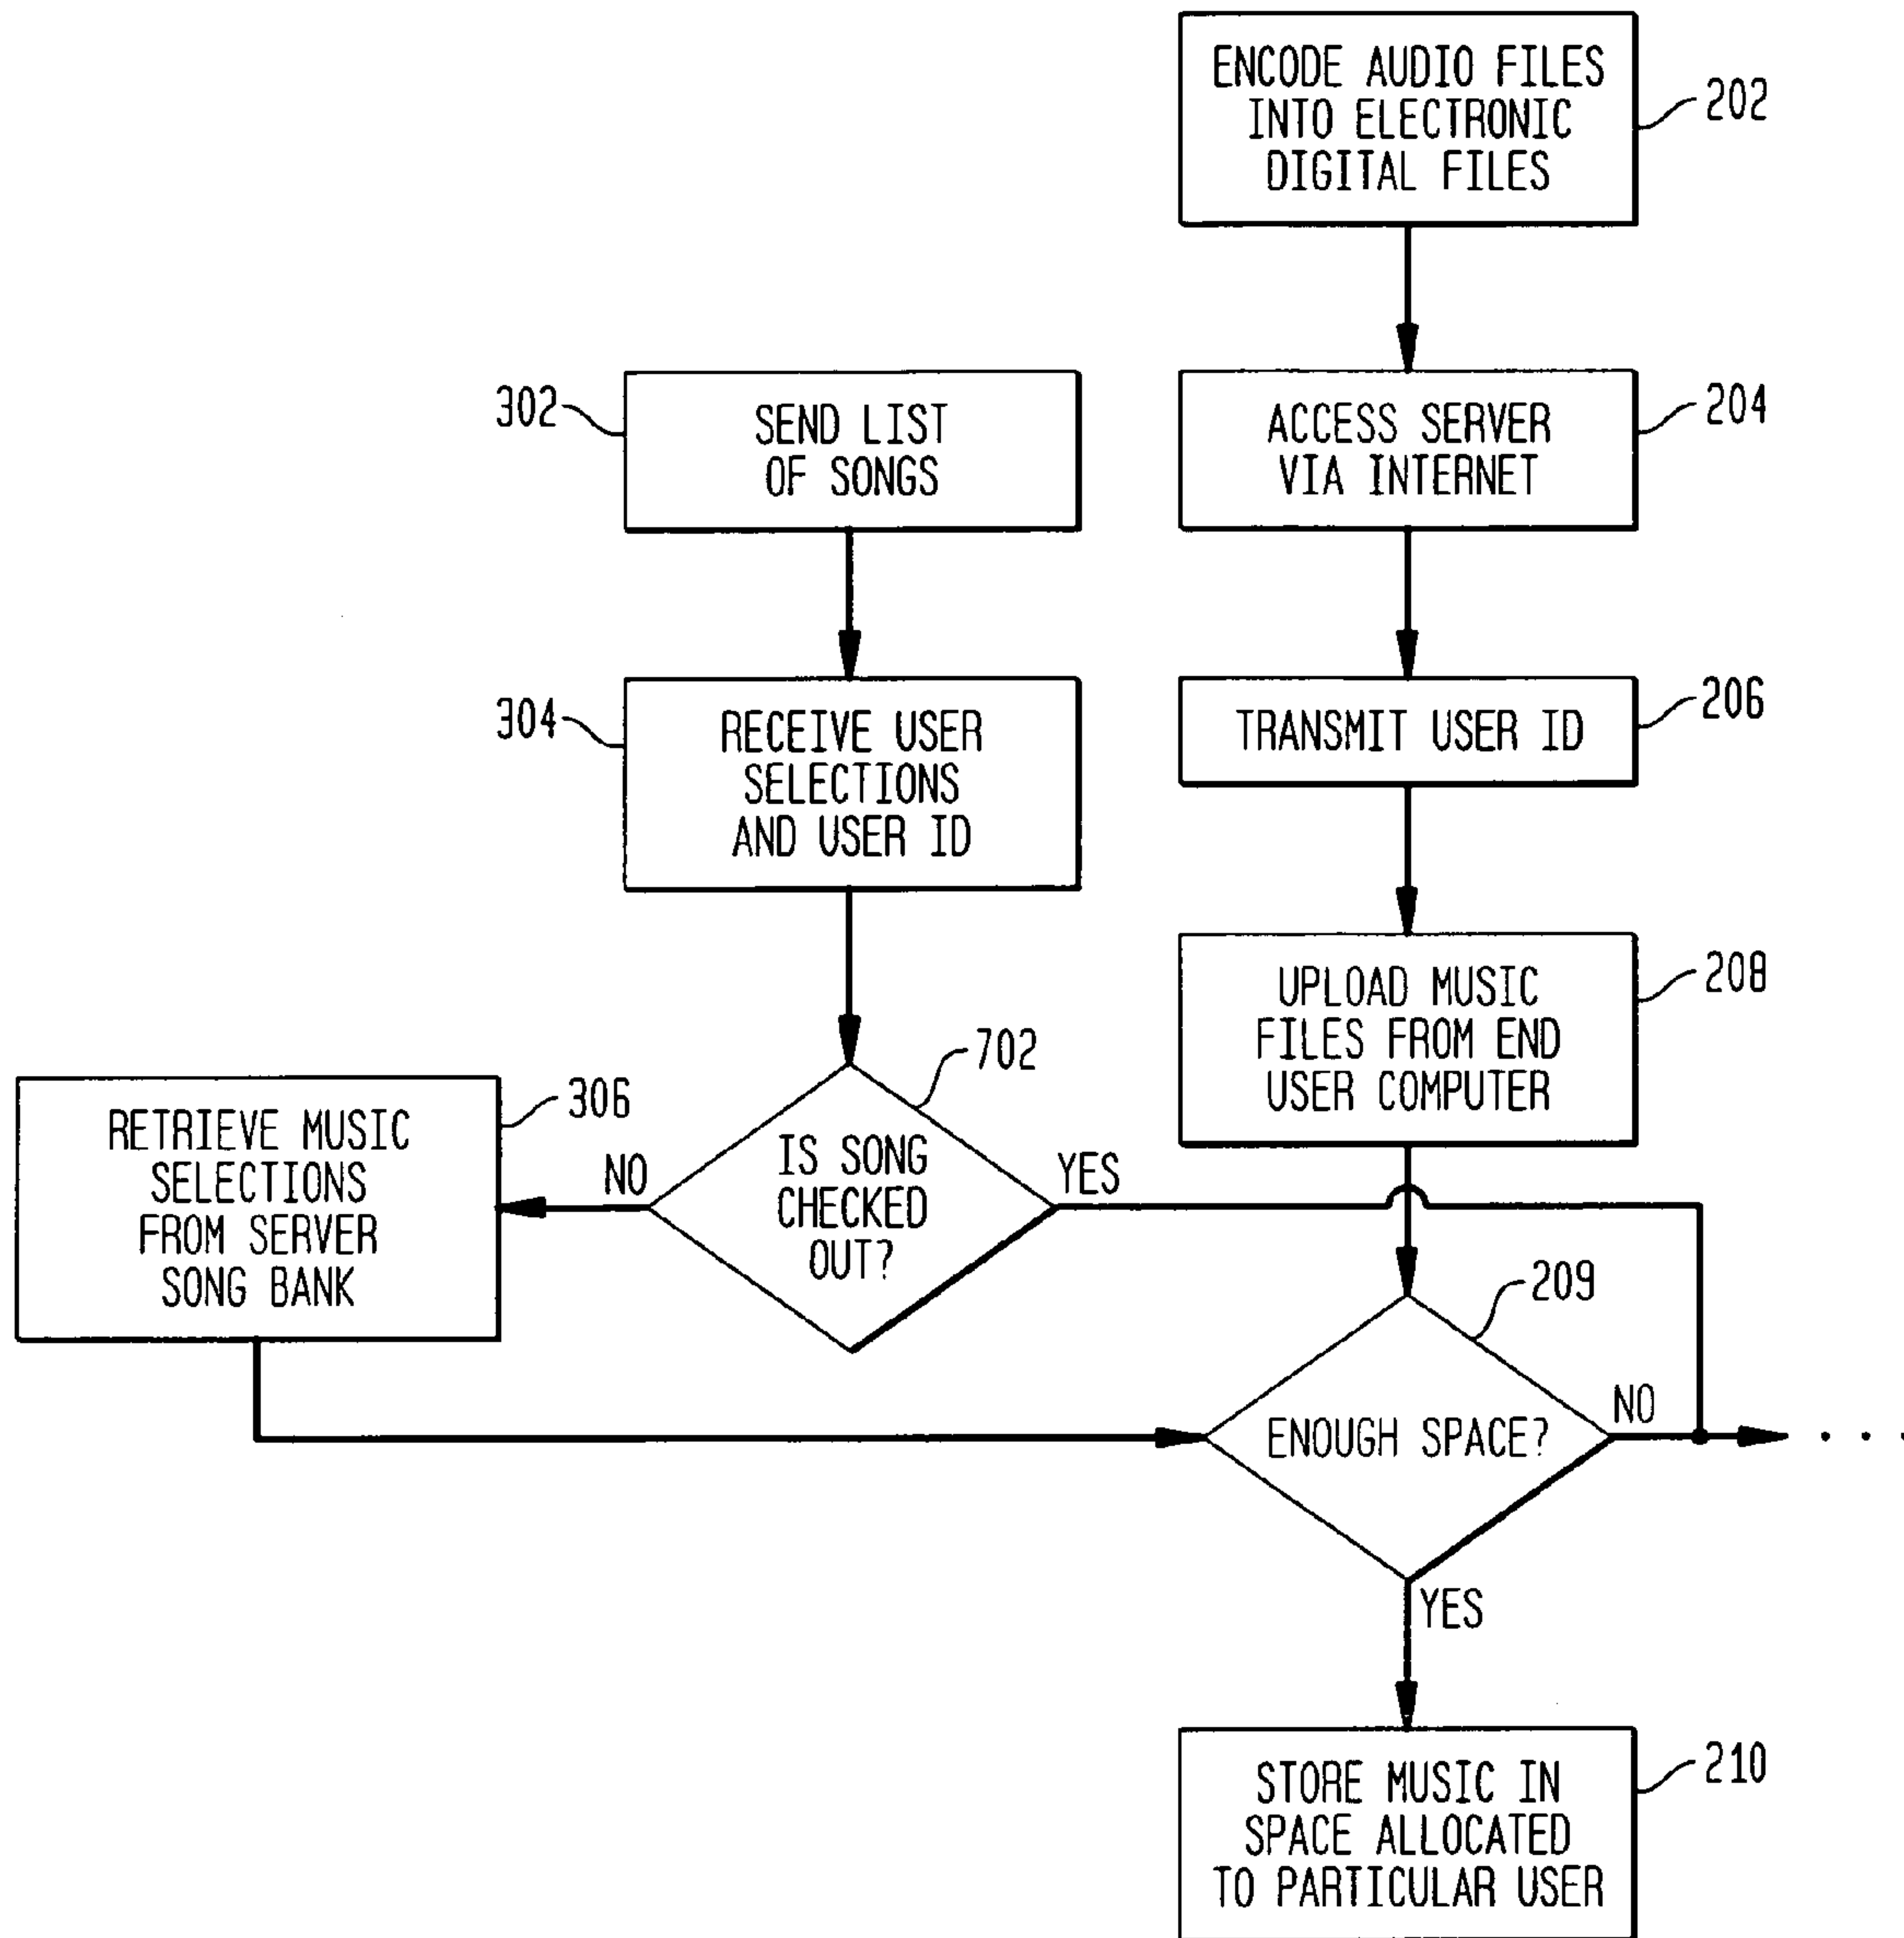 ENCODE AUDIO FILES
INTO ELECTRONIC
DIGITAL FILES
202
302
SEND LIST
OF SONGS
ACCESS SERVER
VIA INTERNET
204
304
RECEIVE USER
SELECTIONS
AND USER ID
TRANSMIT USER ID
206
UPLOAD MUSIC
FILES FROM END
USER COMPUTER
208
RETRIEVE MUSIC
SELECTIONS
FROM SERVER
SONG BANK
306
NO
702
IS SONG
CHECKED
OUT?
YES
209
ENOUGH SPACE?
NO
. . .
YES
STORE MUSIC IN
SPACE ALLOCATED
TO PARTICULAR USER
210